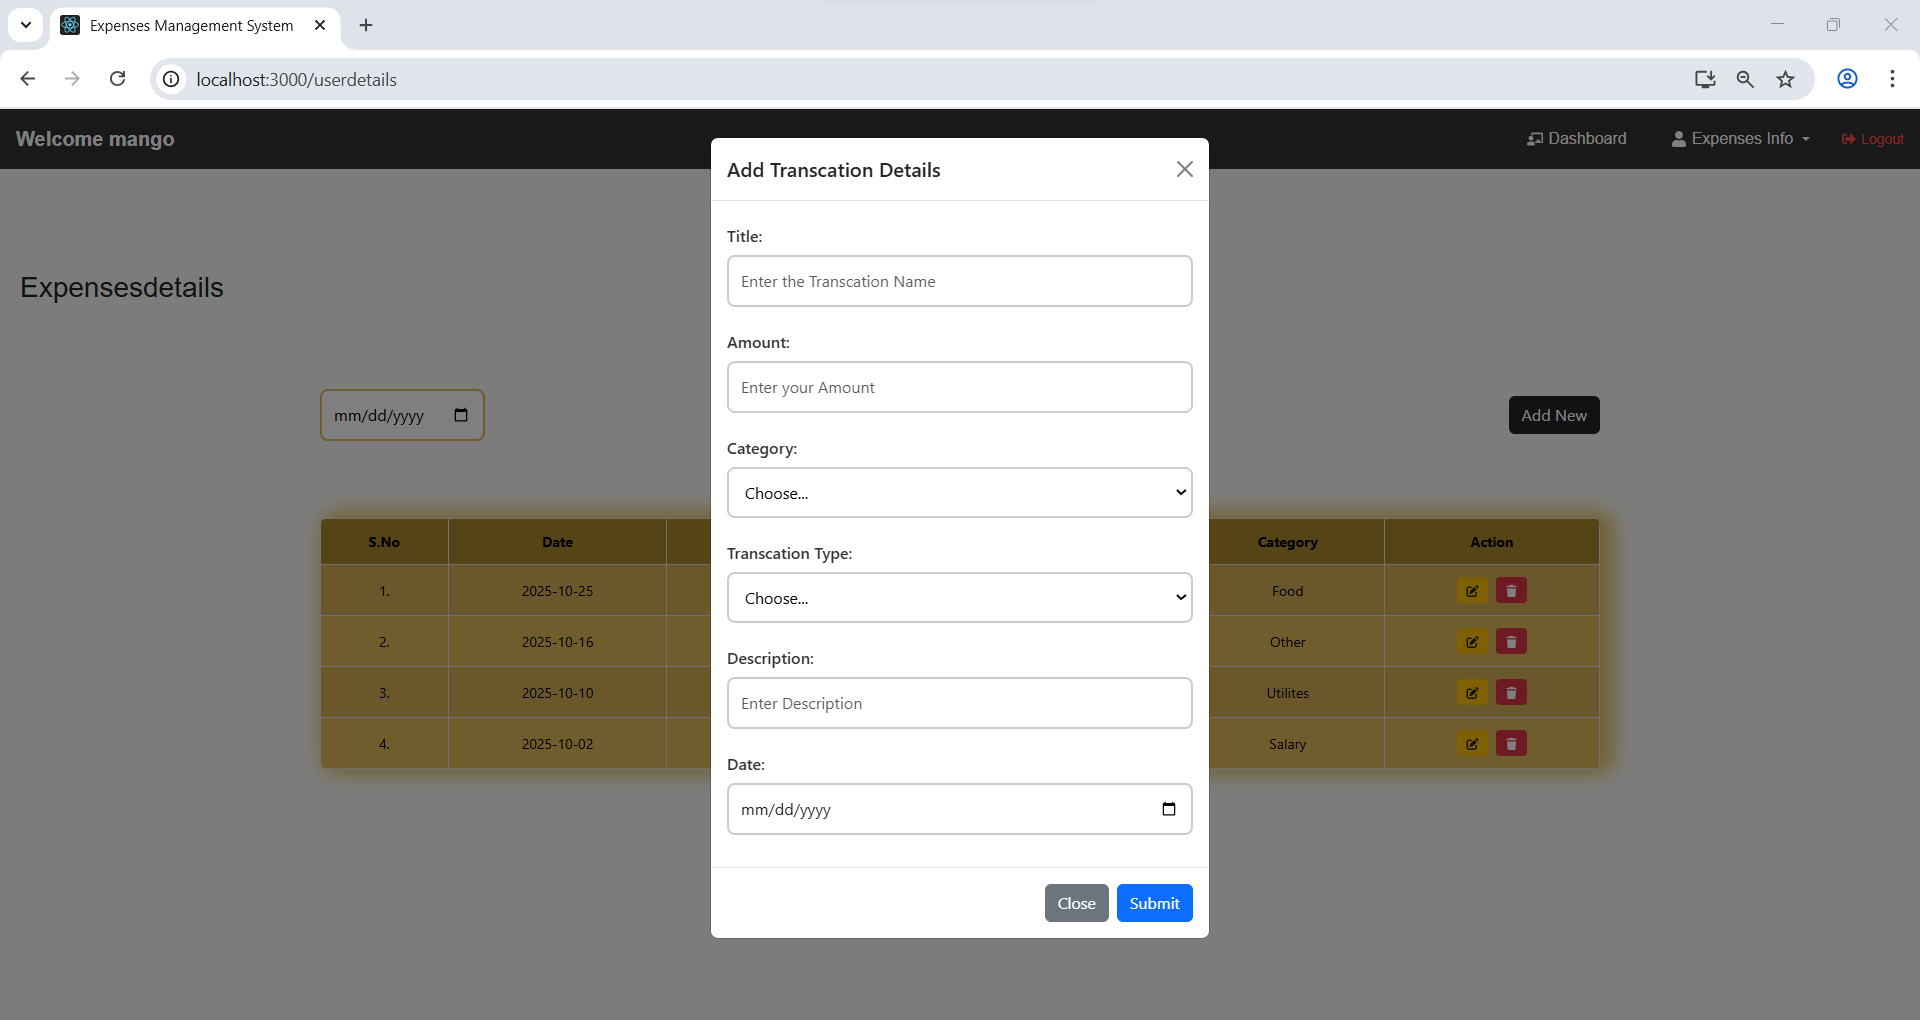 Expenses Management System
localhost:3000/userdetails
Welcome mango
Dashboard
Expenses Info
Logout
Expensesdetails
mm/dd/yyyy
Add New
S.No Date Category Action
1. 2025-10-25 Food
2. 2025-10-16 Other
3. 2025-10-10 Utilites
4. 2025-10-02 Salary
Add Transcation Details
Title:
Enter the Transcation Name
Amount:
Enter your Amount
Category:
Choose...
Transcation Type:
Choose...
Description:
Enter Description
Date:
mm/dd/yyyy
Close
Submit